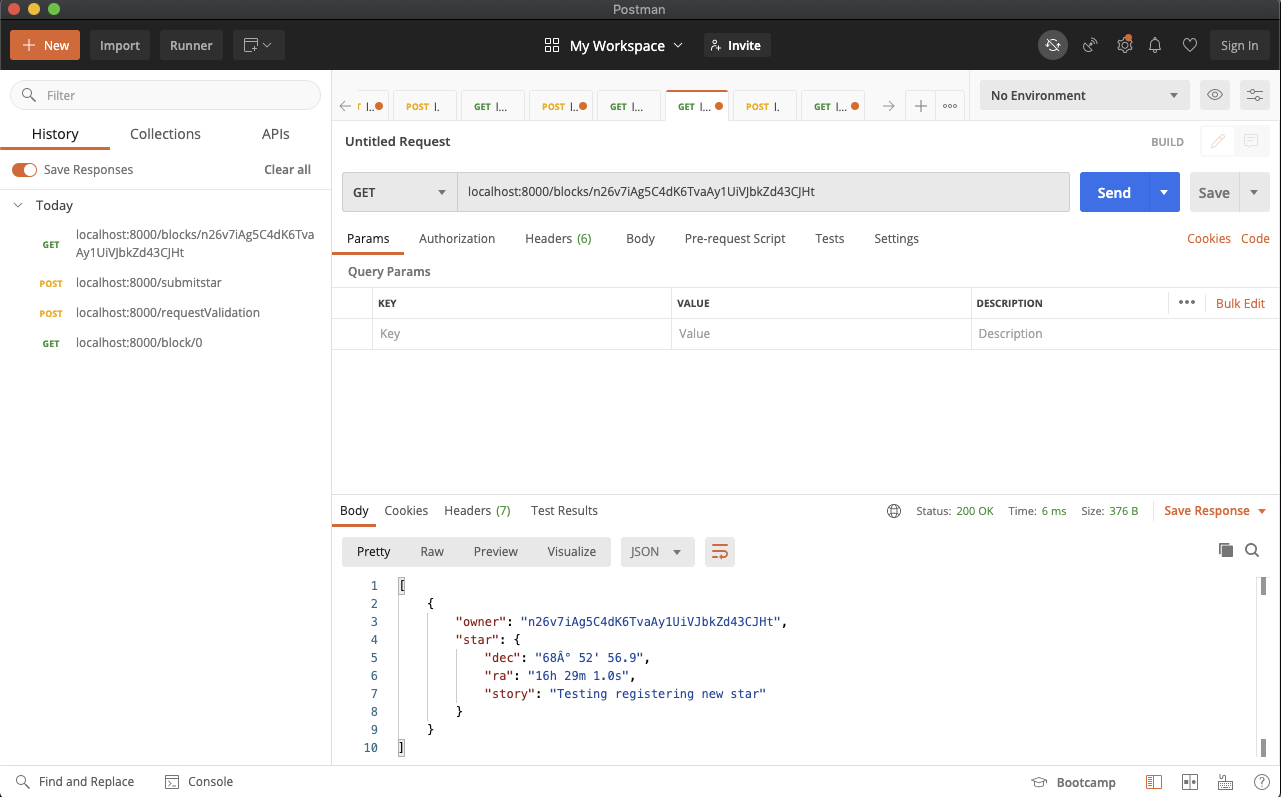 Postman
New
Import
Runner
My Workspace
Invite
Sign In
Filter
History
Collections
APIs
Save Responses
Clear all
Today
GET localhost:8000/blocks/n26v7iAg5C4dK6Tva
Ay1UiVJbkZd43CJHt
POST localhost:8000/submitstar
POST localhost:8000/requestValidation
GET localhost:8000/block/0
T l...
POST l.
GET l...
POST l...
GET l...
GET l...
POST l.
GET l...
No Environment
Untitled Request
BUILD
GET
localhost:8000/blocks/n26v7iAg5C4dK6TvaAy1UiVJbkZd43CJHt
Send
Save
Params
Authorization
Headers (6)
Body
Pre-request Script
Tests
Settings
Cookies
Code
Query Params
KEY
VALUE
DESCRIPTION
Bulk Edit
Key
Value
Description
Body
Cookies
Headers (7)
Test Results
Status: 200 OK
Time: 6 ms
Size: 376 B
Save Response
Pretty
Raw
Preview
Visualize
JSON
1 [
2 {
3 "owner": "n26v7iAg5C4dK6TvaAy1UiVJbkZd43CJHt",
4 "star": {
5 "dec": "68Â° 52' 56.9",
6 "ra": "16h 29m 1.0s",
7 "story": "Testing registering new star"
8 }
9 }
10 ]
Find and Replace
Console
Bootcamp